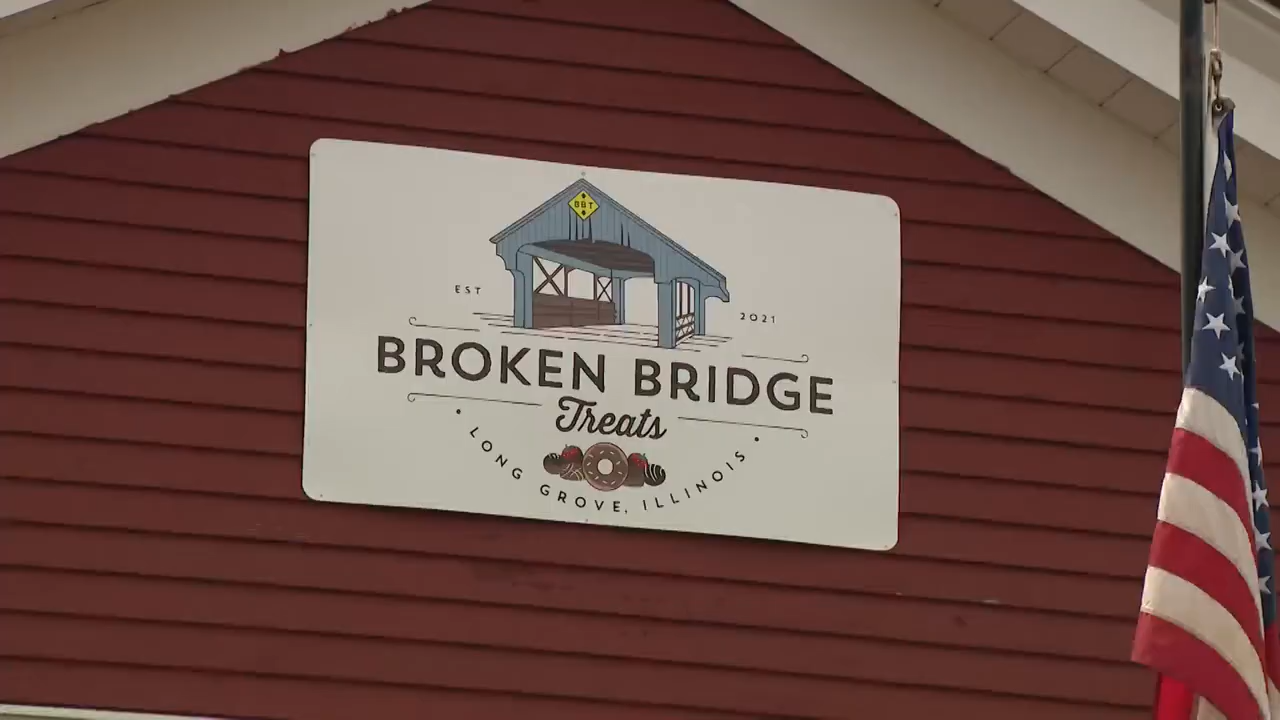 BBT
EST 2021
BROKEN BRIDGE
Treats
LONG GROVE, ILLINOIS